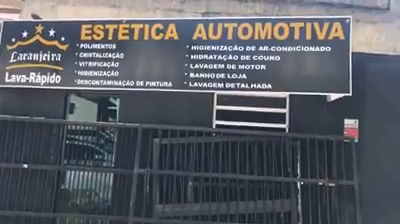 ESTÉTICA AUTOMOTIVA
Laranjeira
Lava-Rápido
• POLIMENTOS
• CRISTALIZAÇÃO
• VITRIFICAÇÃO
• HIGIENIZAÇÃO
• DESCONTAMINAÇÃO DE PINTURA
• HIGIENIZAÇÃO DE AR-CONDICIONADO
• HIDRATAÇÃO DE COURO
• LAVAGEM DE MOTOR
• BANHO DE LOJA
• LAVAGEM DETALHADA